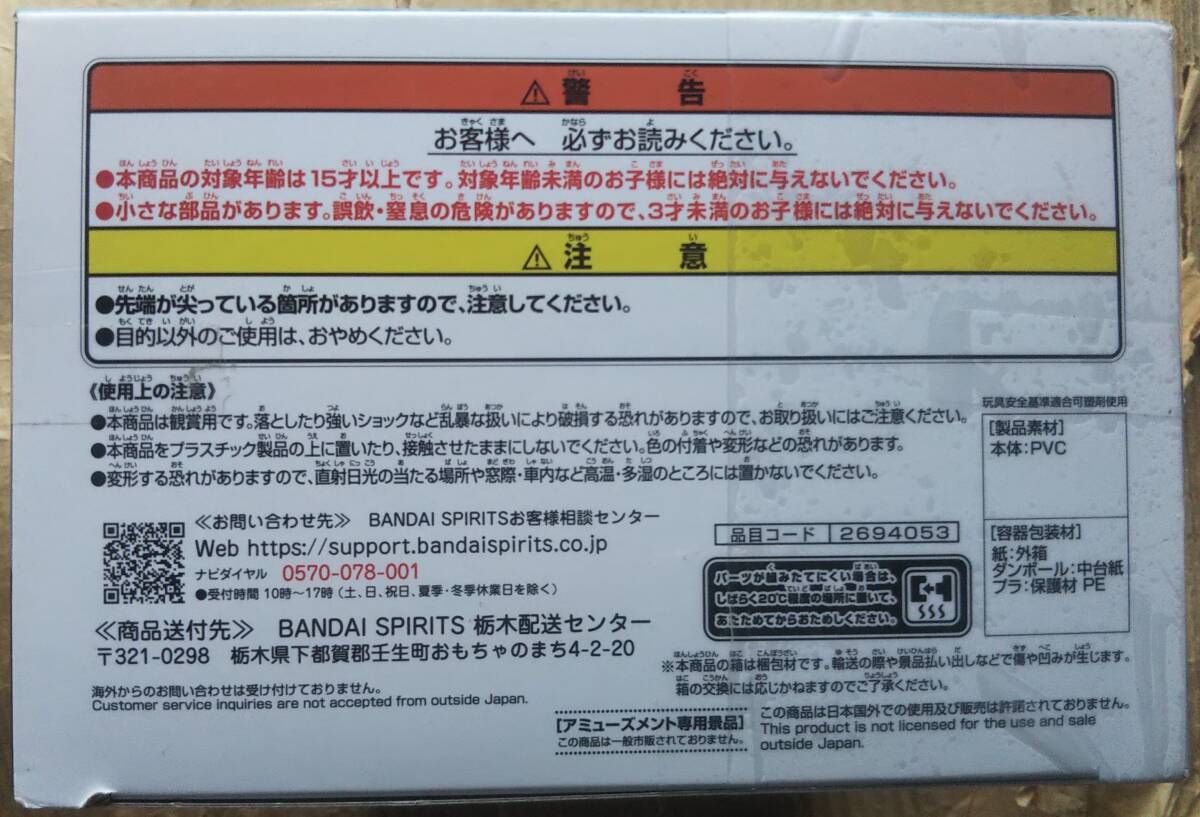 ⚠警 告
お客様へ 必ずお読みください。
●本商品の対象年齢は15才以上です。対象年齢未満のお子様には絶対に与えないでください。
●小さな部品があります。誤飲・窒息の危険がありますので、3才未満のお子様には絶対に与えないでください。
⚠注 意
●先端が尖っている箇所がありますので、注意してください。
●目的以外のご使用は、おやめください。
《使用上の注意》
●本商品は観賞用です。落としたり強いショックなど乱暴な扱いにより破損する恐れがありますので、お取り扱いにはご注意ください。
●本商品をプラスチック製品の上に置いたり、接触させたままにしないでください。色の付着や変形などの恐れがあります。
●変形する恐れがありますので、直射日光の当たる場所や窓際・車内など高温・多湿のところには置かないでください。
玩具安全基準適合可塑剤使用
[製品素材]
本体:PVC
[容器包装材]
紙:外箱
ダンボール:中台紙
プラ:保護材 PE
≪お問い合わせ先≫ BANDAI SPIRITSお客様相談センター
Web https://support.bandaispirits.co.jp
ナビダイヤル 0570-078-001
●受付時間 10時〜17時(土、日、祝日、夏季・冬季休業日を除く)
≪商品送付先≫ BANDAI SPIRITS 栃木配送センター
〒321-0298 栃木県下都賀郡壬生町おもちゃのまち4-2-20
海外からのお問い合わせは受け付けておりません。
Customer service inquiries are not accepted from outside Japan.
品目コード 2694053
パーツが組みたてにくい場合は、
しばらく20℃程度の場所に置いて、
あたためてからおためしください。
※本商品の箱は梱包材です。輸送の際や景品払い出しなどで傷や凹みが生じます。
箱の交換には応じかねますのでご了承ください。
[アミューズメント専用景品]
この商品は一般市販されておりません。
この商品は日本国外での使用及び販売は許諾されておりません。
This product is not licensed for the use and sale
outside Japan.